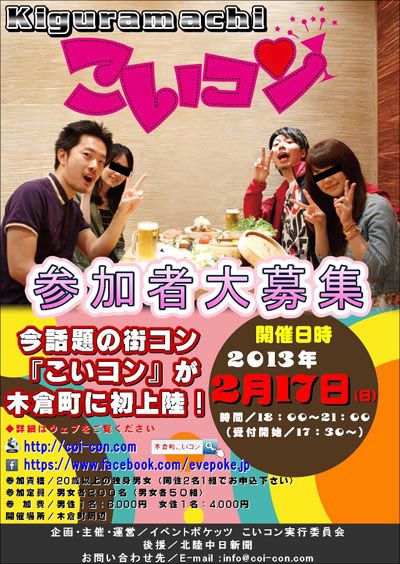 Kiguramachi
こいコン
参加者大募集
今話題の街コン
『こいコン』が
木倉町に初上陸！
開催日時
2013年
2月17日(日)
時間/18：00〜21：00
(受付開始/17：30〜)
◆詳細はウェブをご覧ください
http://coi-con.com
木倉町こいコン
https://www.facebook.com/evepoke.jp
参加資格/20歳以上の独身男女（同性2名1組でお申込下さい）
参加定員/男女各200名（男女各50組）
参加費/男性1名：6000円 女性1名：4000円
開催場所/木倉町周辺
企画・主催・運営／イベントポケッツ こいコン実行委員会
後援／北陸中日新聞
お問い合わせ先／E-mail :info@coi-con.com